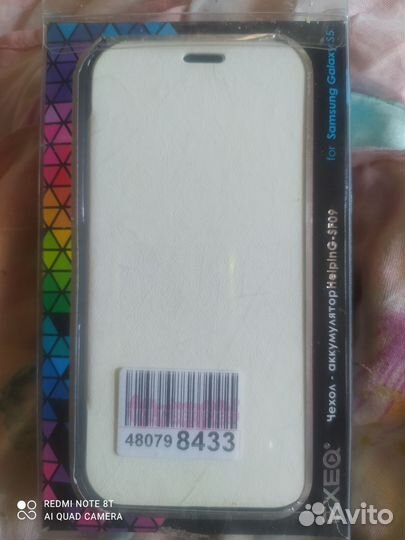 for Samsung Galaxy S5
Чехол - аккумулятор HelpinG-SF09
EXEQ
48079 8433
REDMI NOTE 8T
AI QUAD CAMERA
Avito